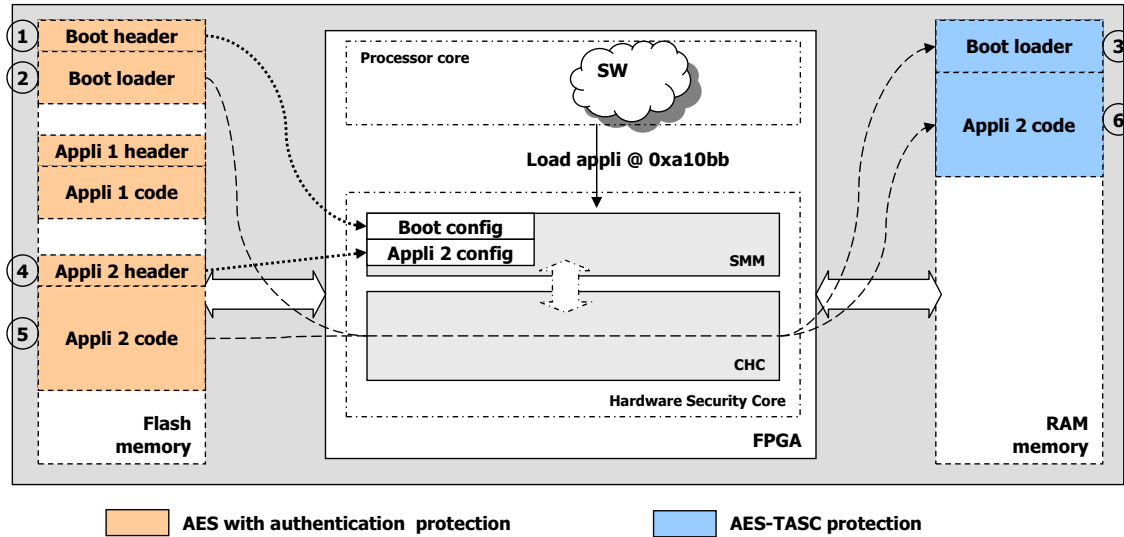 1
Boot header
2
Boot loader
Appli 1 header
Appli 1 code
4
Appli 2 header
5
Appli 2 code
Flash
memory
Processor core
SW
Load appli @ 0xa10bb
Boot config
Appli 2 config
SMM
CHC
Hardware Security Core
FPGA
Boot loader
3
Appli 2 code
6
RAM
memory
AES with authentication protection
AES-TASC protection